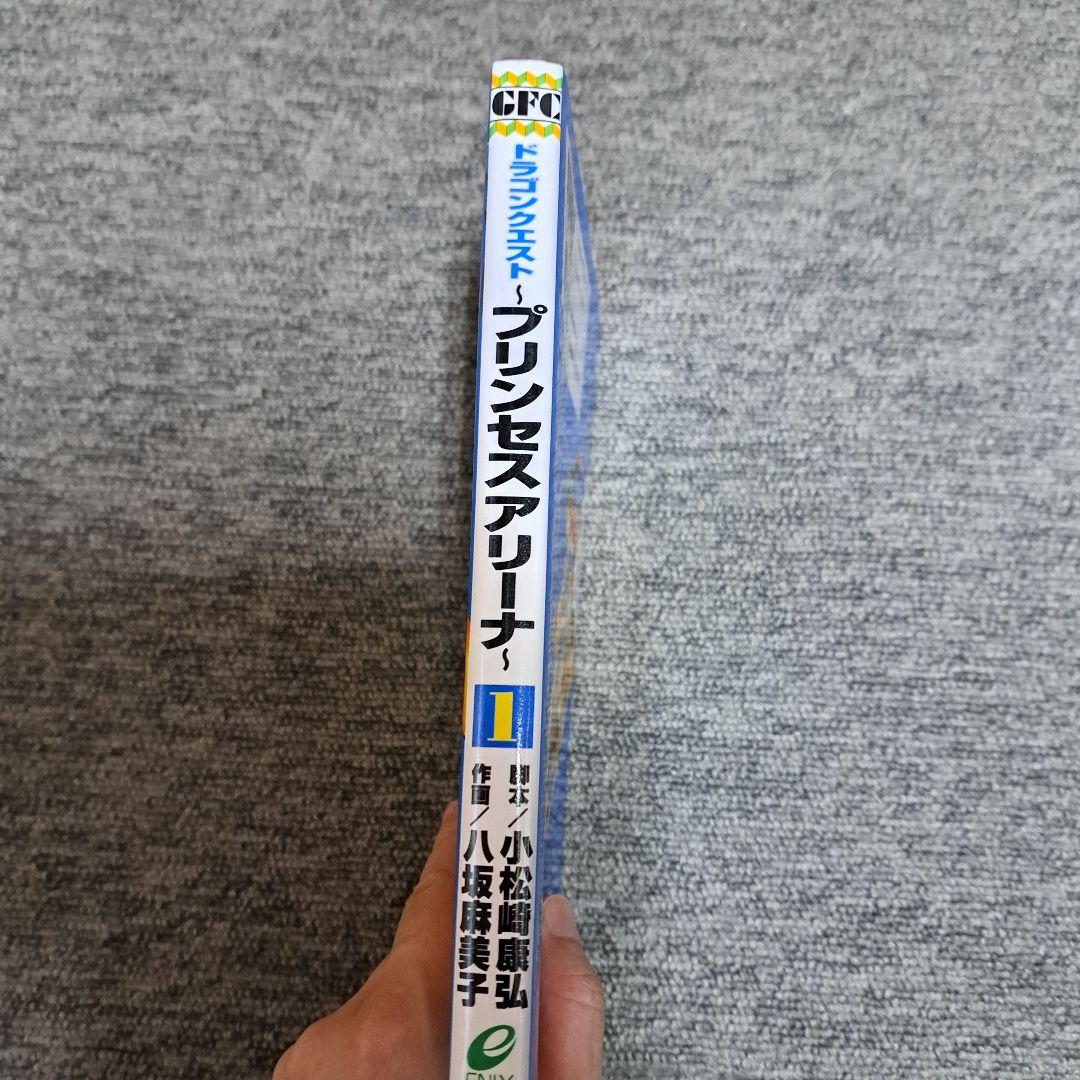 GFC
ドラゴンクエスト
～プリンセスアリーナ～
1
脚本／小松崎康弘
作画／八坂麻美子
e
ENIX